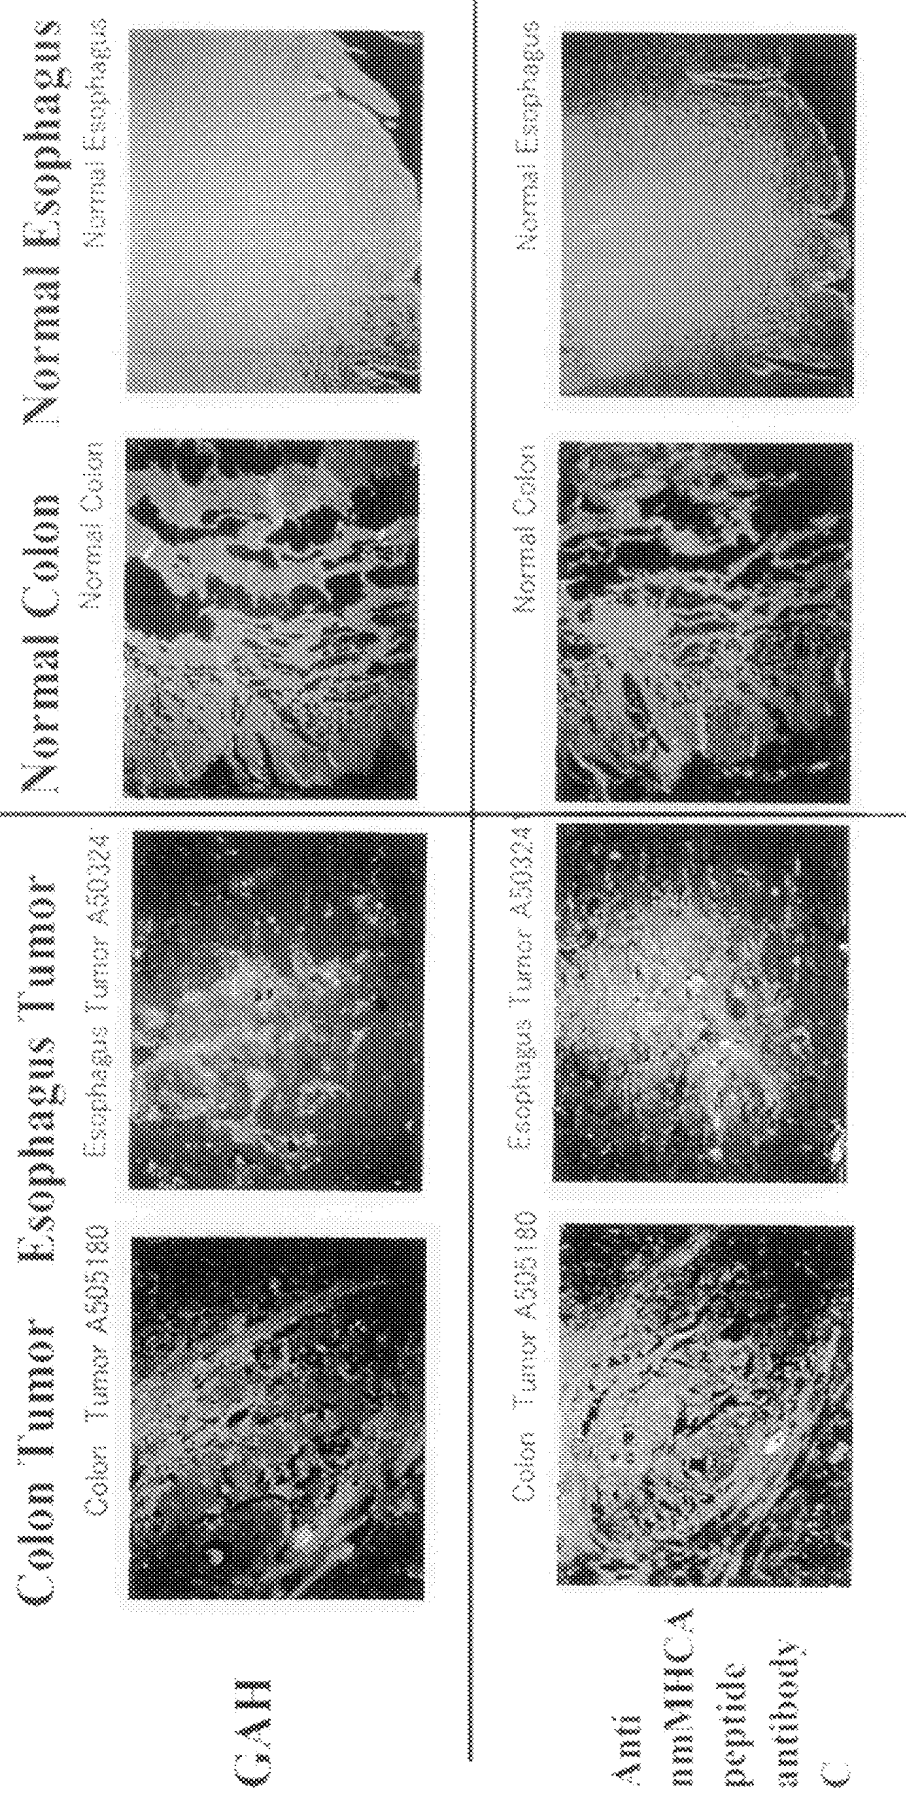 Colon Tumor Esophagus Tumor Normal Colon Normal Esophagus
Colon Tumor A505180
Esophagus Tumor A50324
Normal Colon
Normal Esophagus
GAH
Colon Tumor A505180
Esophagus Tumor A50324
Normal Colon
Normal Esophagus
Anti
nmMHCA
peptide
antibody
C